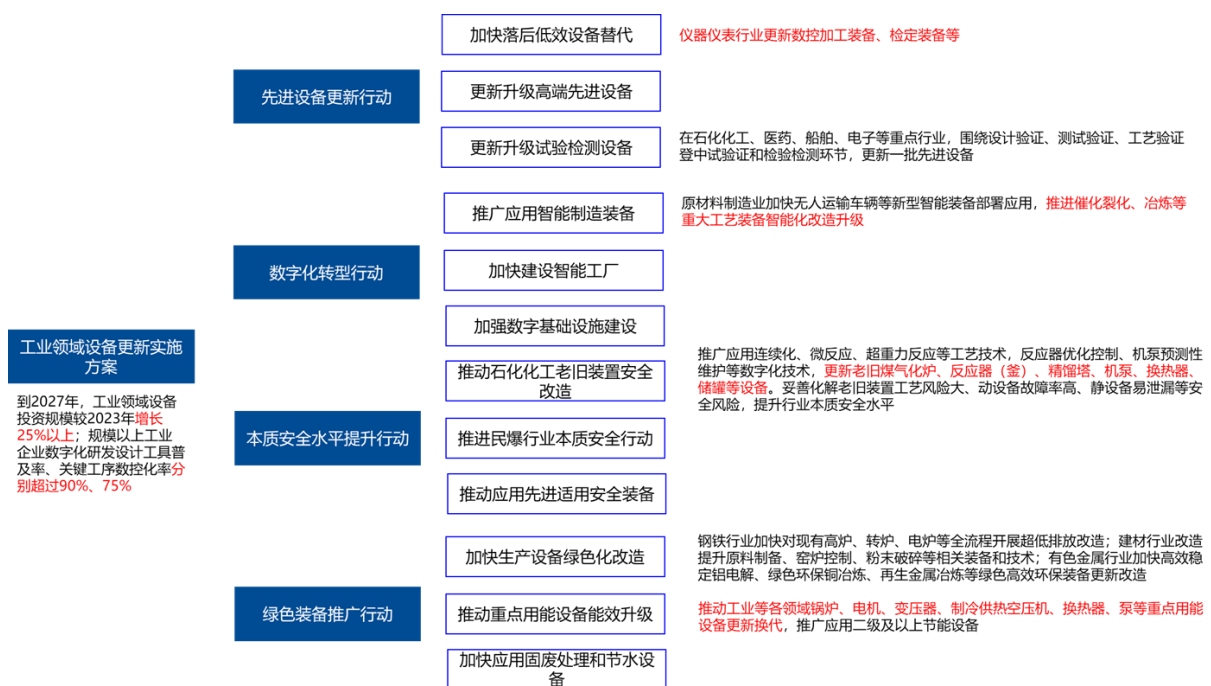 工业领域设备更新实施
方案
到2027年，工业领域设备
投资规模较2023年增长
25%以上；规模以上工业
企业数字化研发设计工具普
及率、关键工序数控化率分
别超过90%、75%
先进设备更新行动
加快落后低效设备替代
仪器仪表行业更新数控加工装备、检定装备等
更新升级高端先进设备
更新升级试验检测设备
在石化化工、医药、船舶、电子等重点行业，围绕设计验证、测试验证、工艺验证
登中试验证和检验检测环节，更新一批先进设备
数字化转型行动
推广应用智能制造装备
原材料制造业加快无人运输车辆等新型智能装备部署应用，推进催化裂化、冶炼等
重大工艺装备智能化改造升级
加快建设智能工厂
加强数字基础设施建设
本质安全水平提升行动
推动石化化工老旧装置安全
改造
推广应用连续化、微反应、超重力反应等工艺技术，反应器优化控制、机泵预测性
维护等数字化技术，更新老旧煤气化炉、反应器（釜）、精馏塔、机泵、换热器、
储罐等设备。妥善化解老旧装置工艺风险大、动设备故障率高、静设备易泄漏等安
全风险，提升行业本质安全水平
推进民爆行业本质安全行动
推动应用先进适用安全装备
绿色装备推广行动
加快生产设备绿色化改造
钢铁行业加快对现有高炉、转炉、电炉等全流程开展超低排放改造；建材行业改造
提升原料制备、窑炉控制、粉末破碎等相关装备和技术；有色金属行业加快高效稳
定铝电解、绿色环保铜冶炼、再生金属冶炼等绿色高效环保装备更新改造
推动重点用能设备能效升级
推动工业等各领域锅炉、电机、变压器、制冷供热空压机、换热器、泵等重点用能
设备更新换代，推广应用二级及以上节能设备
加快应用固废处理和节水设
备